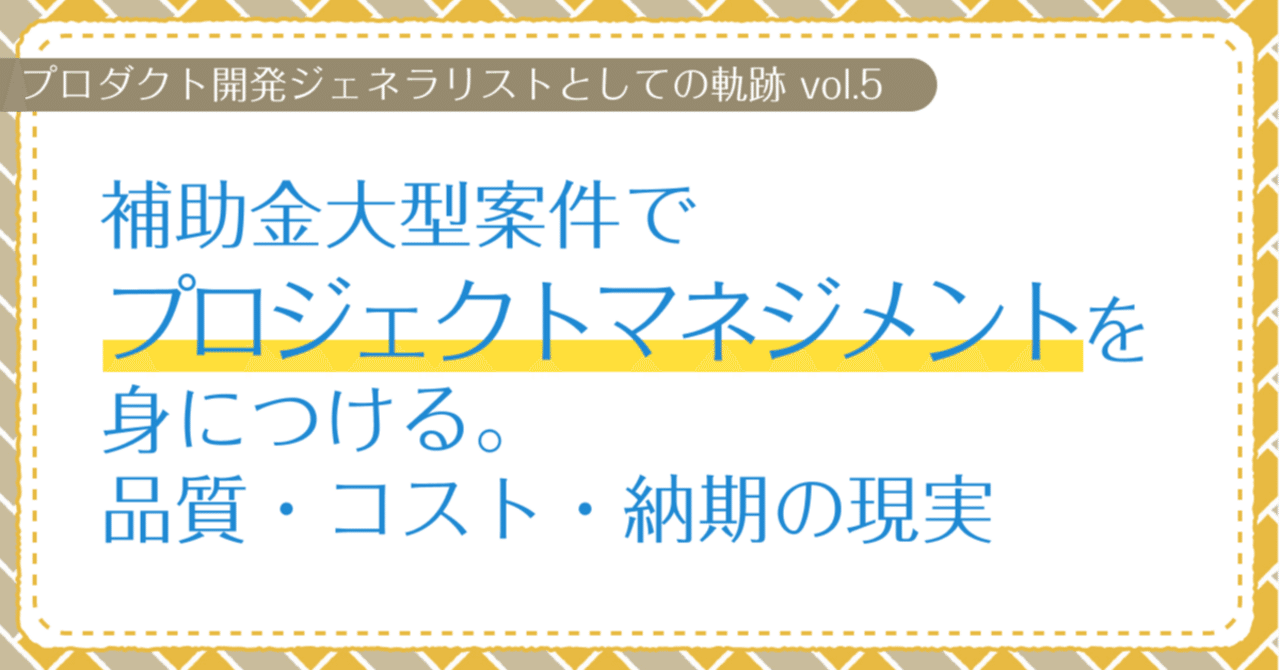 プロダクト開発ジェネラリストとしての軌跡 vol.5
補助金大型案件で
プロジェクトマネジメントを
身につける。
品質・コスト・納期の現実